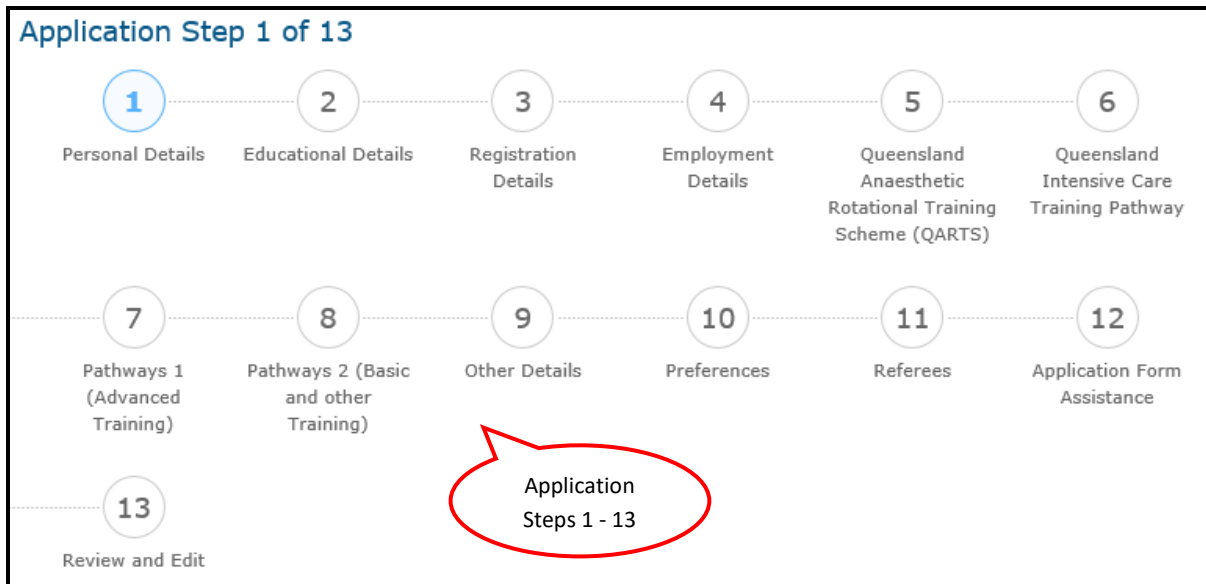 Application Step 1 of 13
1
2
3
4
5
6
Personal Details
Educational Details
Registration
Details
Employment
Details
Queensland
Anaesthetic
Rotational Training
Scheme (QARTS)
Queensland
Intensive Care
Training Pathway
7
8
9
10
11
12
Pathways 1
(Advanced
Training)
Pathways 2 (Basic
and other
Training)
Other Details
Preferences
Referees
Application Form
Assistance
Application
Steps 1 - 13
13
Review and Edit